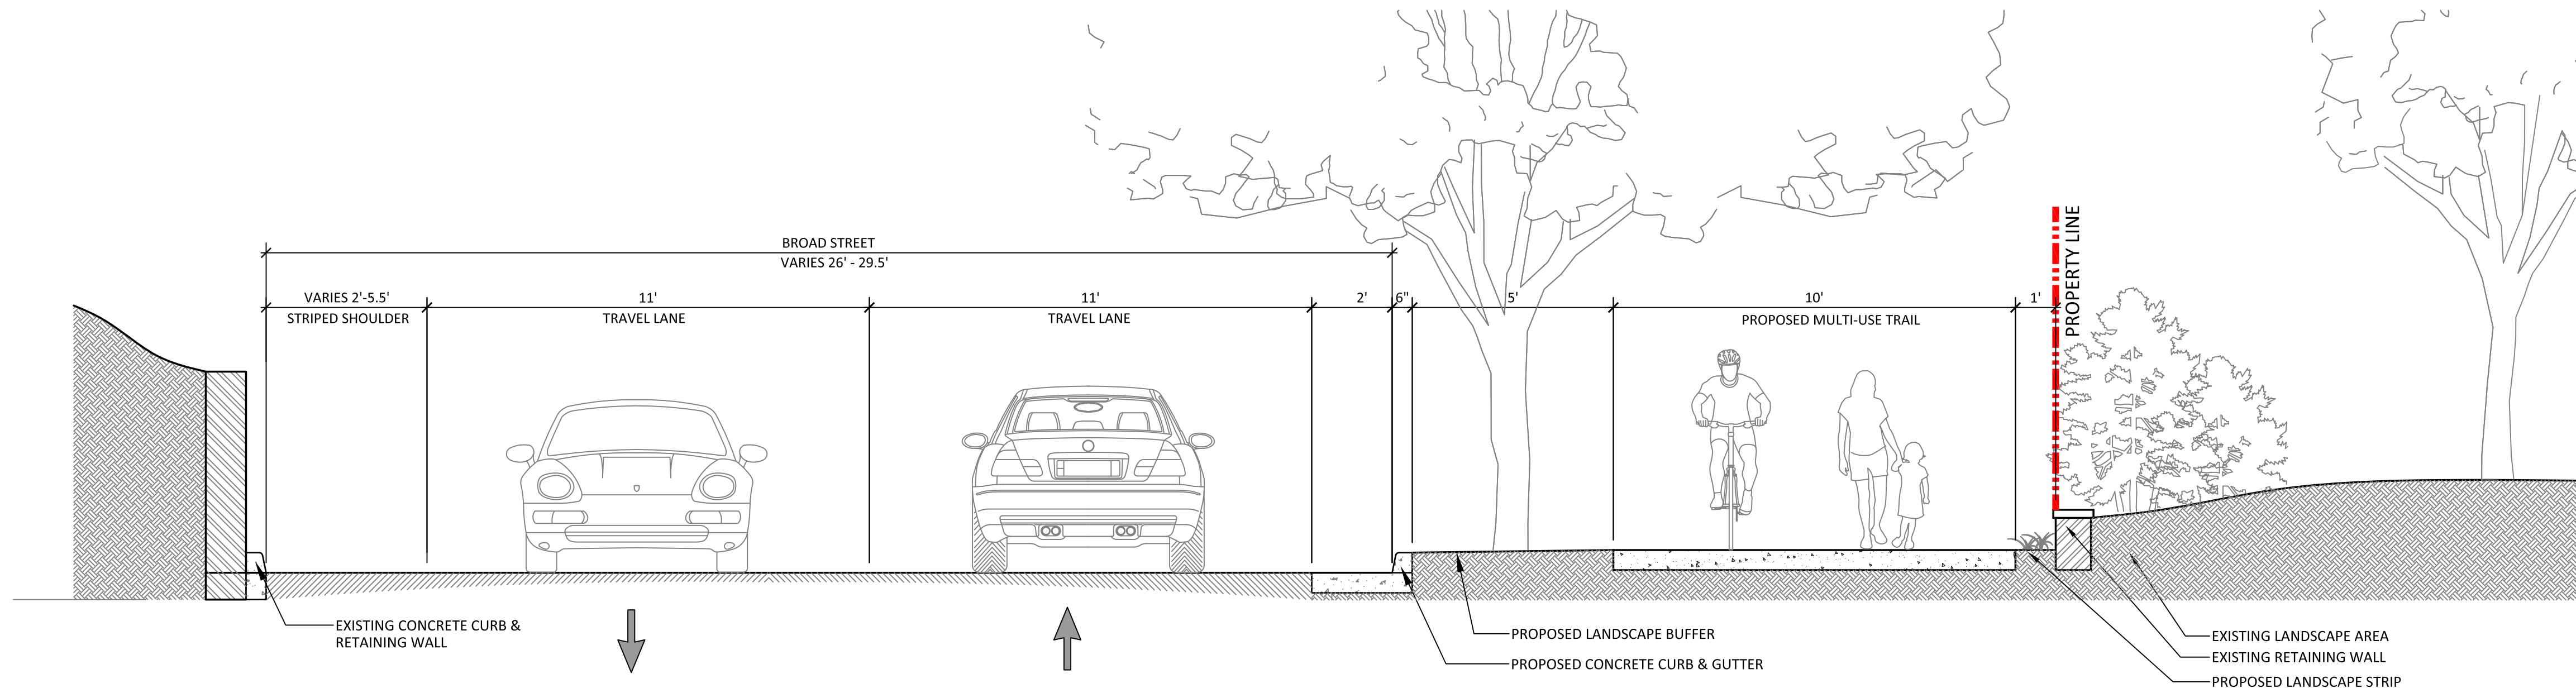 BROAD STREET
VARIES 26' - 29.5'
VARIES 2'-5.5'
STRIPED SHOULDER
11'
TRAVEL LANE
11'
TRAVEL LANE
2'
6"
5'
10'
PROPOSED MULTI-USE TRAIL
1'
PROPERTY LINE
EXISTING CONCRETE CURB &
RETAINING WALL
PROPOSED LANDSCAPE BUFFER
PROPOSED CONCRETE CURB & GUTTER
EXISTING LANDSCAPE AREA
EXISTING RETAINING WALL
PROPOSED LANDSCAPE STRIP